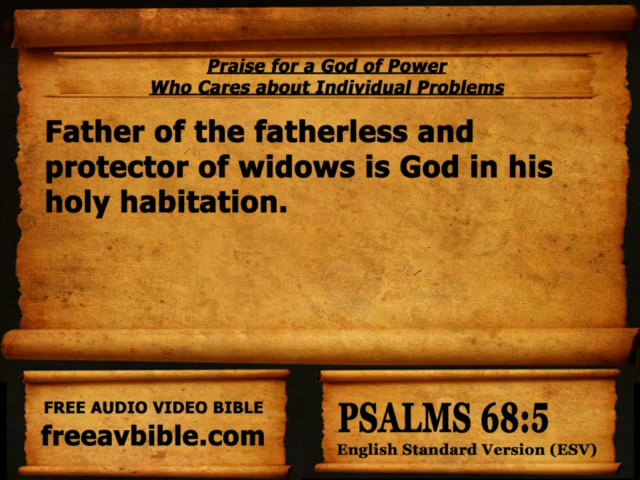 Praise for a God of Power
Who Cares about Individual Problems
Father of the fatherless and
protector of widows is God in his
holy habitation.
FREE AUDIO VIDEO BIBLE
freeavbible.com
PSALMS 68:5
English Standard Version (ESV)